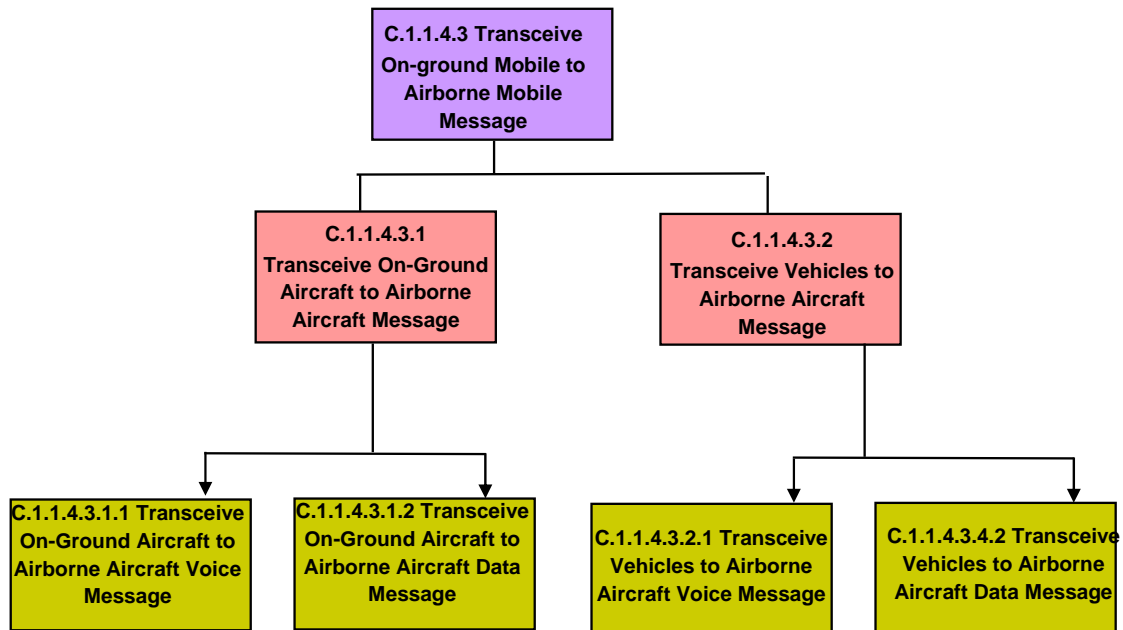 C.1.1.4.3 Transceive
On-ground Mobile to
Airborne Mobile
Message
C.1.1.4.3.1
Transceive On-Ground
Aircraft to Airborne
Aircraft Message
C.1.1.4.3.2
Transceive Vehicles to
Airborne Aircraft
Message
C.1.1.4.3.1.1 Transceive
On-Ground Aircraft to
Airborne Aircraft Voice
Message
C.1.1.4.3.1.2 Transceive
On-Ground Aircraft to
Airborne Aircraft Data
Message
C.1.1.4.3.2.1 Transceive
Vehicles to Airborne
Aircraft Voice Message
C.1.1.4.3.4.2 Transceive
Vehicles to Airborne
Aircraft Data Message